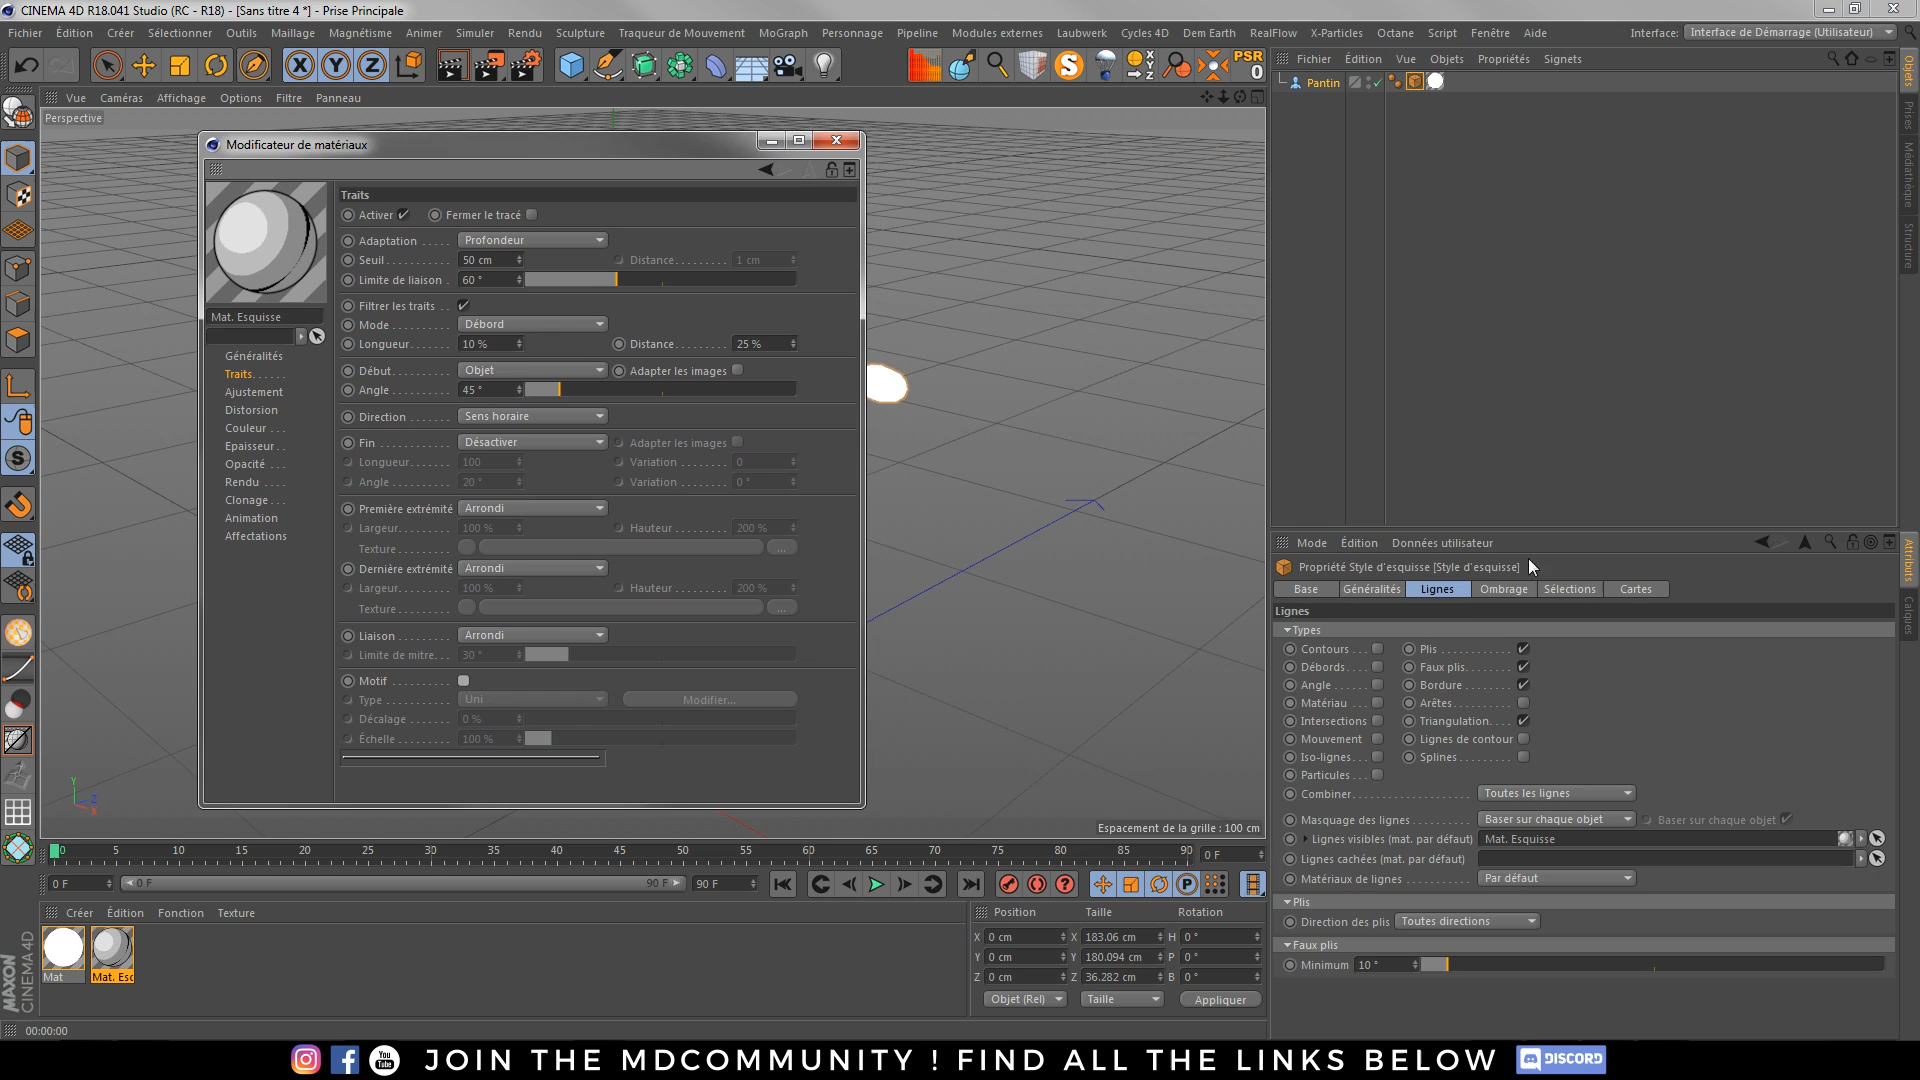 CINEMA 4D R18.041 Studio (RC - R18) - [Sans titre 4 *] - Prise Principale
Fichier Édition Créer Sélectionner Outils Maillage Magnétisme Animer Simuler Rendu Sculpture Traqueur de Mouvement MoGraph Personnage Pipeline Modules externes Laubwerk Cycles 4D Dem Earth RealFlow X-Particles Octane Script Fenêtre Aide Interface: Interface de Démarrage (Utilisateur)
X Y Z PSR
0
Vue Caméras Affichage Options Filtre Panneau
Perspective
Fichier Édition Vue Objets Propriétés Signets
Pantin
Objets
Prises
Médiathèque
Structure
Modificateur de matériaux
Mat. Esquisse
Généralités
Traits......
Ajustement
Distorsion
Couleur ...
Epaisseur..
Opacité ...
Rendu ....
Clonage...
Animation
Affectations
Traits
Activer Fermer le tracé
Adaptation ..... Profondeur
Seuil........... 50 cm Distance........ 1 cm
Limite de liaison . 60 °
Filtrer les traits ..
Mode ......... Débord
Longueur....... 10 % Distance........ 25 %
Début......... Objet Adapter les images
Angle.......... 45 °
Direction ...... Sens horaire
Fin ........... Désactiver Adapter les images
Longueur....... 100 Variation ....... 0
Angle.......... 20 ° Variation ....... 0 °
Première extrémité Arrondi
Largeur........ 100 % Hauteur ........ 200 %
Texture........ ...
Dernière extrémité Arrondi
Largeur........ 100 % Hauteur ........ 200 %
Texture........ ...
Liaison ........ Arrondi
Limite de mitre... 30 °
Motif ........
Type .......... Uni Modifier...
Décalage ....... 0 %
Échelle ......... 100 %
Espacement de la grille : 100 cm
Mode Édition Données utilisateur
Propriété Style d'esquisse [Style d'esquisse]
Base Généralités Lignes Ombrage Sélections Cartes
Lignes
Types
Contours ... Plis ............
Débords.... Faux plis.......
Angle ...... Bordure ........
Matériau .. Arêtes..........
Intersections Triangulation....
Mouvement Lignes de contour
Iso-lignes... Splines.........
Particules ...
Combiner.................. Toutes les lignes
Masquage des lignes .......... Baser sur chaque objet Baser sur chaque objet
Lignes visibles (mat. par défaut) Mat. Esquisse
Lignes cachées (mat. par défaut)
Matériaux de lignes ............ Par défaut
Plis
Direction des plis Toutes directions
Faux plis
Minimum 10 °
Attributs
Calques
0 5 10 15 20 25 30 35 40 45 50 55 60 65 70 75 80 85 90 0 F
0 F 0 F 90 F 90 F
Créer Édition Fonction Texture
Mat Mat. Esc
Position Taille Rotation
X 0 cm X 183.06 cm H 0 °
Y 0 cm Y 180.094 cm P 0 °
Z 0 cm Z 36.282 cm B 0 °
Objet (Rel) Taille Appliquer
MAXON
CINEMA 4D
00:00:00
You Tube JOIN THE MDCOMMUNITY ! FIND ALL THE LINKS BELOW DISCORD